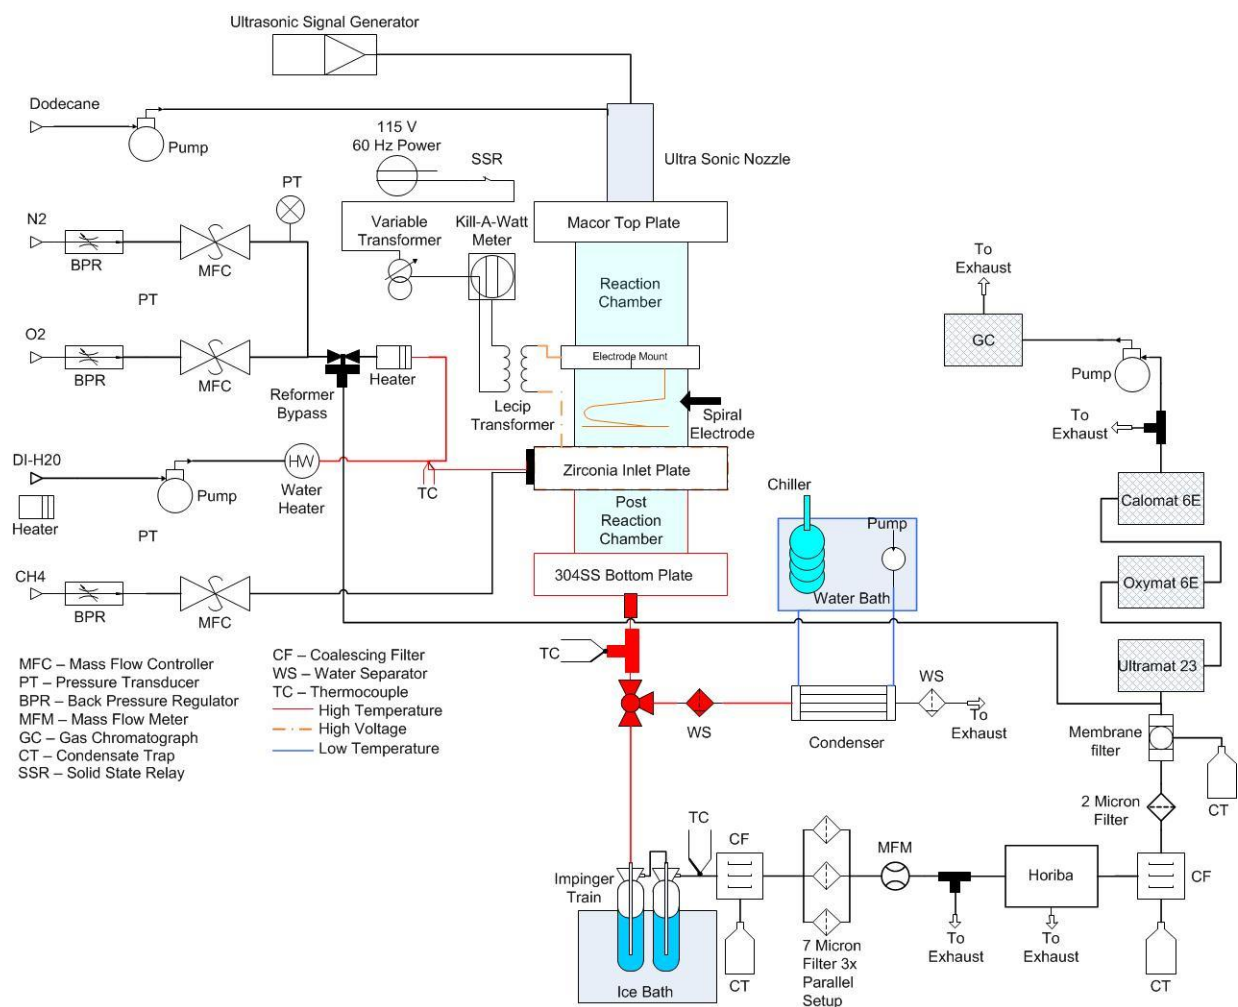 Ultrasonic Signal Generator
Dodecane
Pump
115 V
60 Hz Power
SSR
Ultra Sonic Nozzle
PT
N2
BPR
MFC
Variable
Transformer
Kill-A-Watt
Meter
Macor Top Plate
To
Exhaust
PT
Reaction
Chamber
O2
BPR
MFC
GC
Pump
Reformer
Bypass
Heater
Electrode Mount
Lecip
Transformer
Spiral
Electrode
To
Exhaust
DI-H20
Heater
Pump
PT
HW
Water
Heater
TC
Zirconia Inlet Plate
Calomat 6E
Post
Reaction
Chamber
Chiller
Pump
Water Bath
CH4
BPR
MFC
304SS Bottom Plate
Oxymat 6E
TC
Ultramat 23
MFC – Mass Flow Controller
PT – Pressure Transducer
BPR – Back Pressure Regulator
MFM – Mass Flow Meter
GC – Gas Chromatograph
CT – Condensate Trap
SSR – Solid State Relay
CF – Coalescing Filter
WS – Water Separator
TC – Thermocouple
High Temperature
High Voltage
Low Temperature
WS
Condenser
WS
To
Exhaust
Membrane
filter
CT
2 Micron
Filter
Impinger
Train
Ice Bath
TC
CF
CT
7 Micron
Filter 3x
Parallel
Setup
MFM
To
Exhaust
Horiba
To
Exhaust
CF
CT